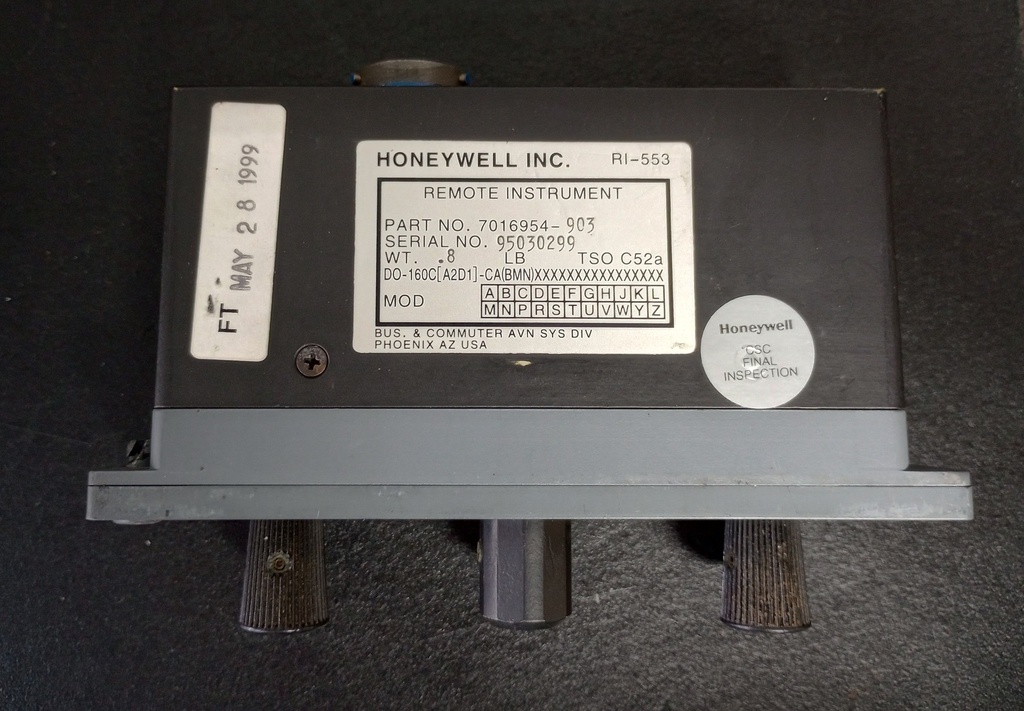 FT MAY 28 1999
HONEYWELL INC. RI-553
REMOTE INSTRUMENT
PART NO. 7016954-903
SERIAL NO. 95030299
WT. .8 LB TSO C52a
DO-160C[A2D1]-CA(BMN)XXXXXXXXXXXXXXXXX
MOD
A B C D E F G H J K L
M N P R S T U V W Y Z
BUS. & COMMUTER AVN SYS DIV
PHOENIX AZ USA
Honeywell
CSC
FINAL
INSPECTION